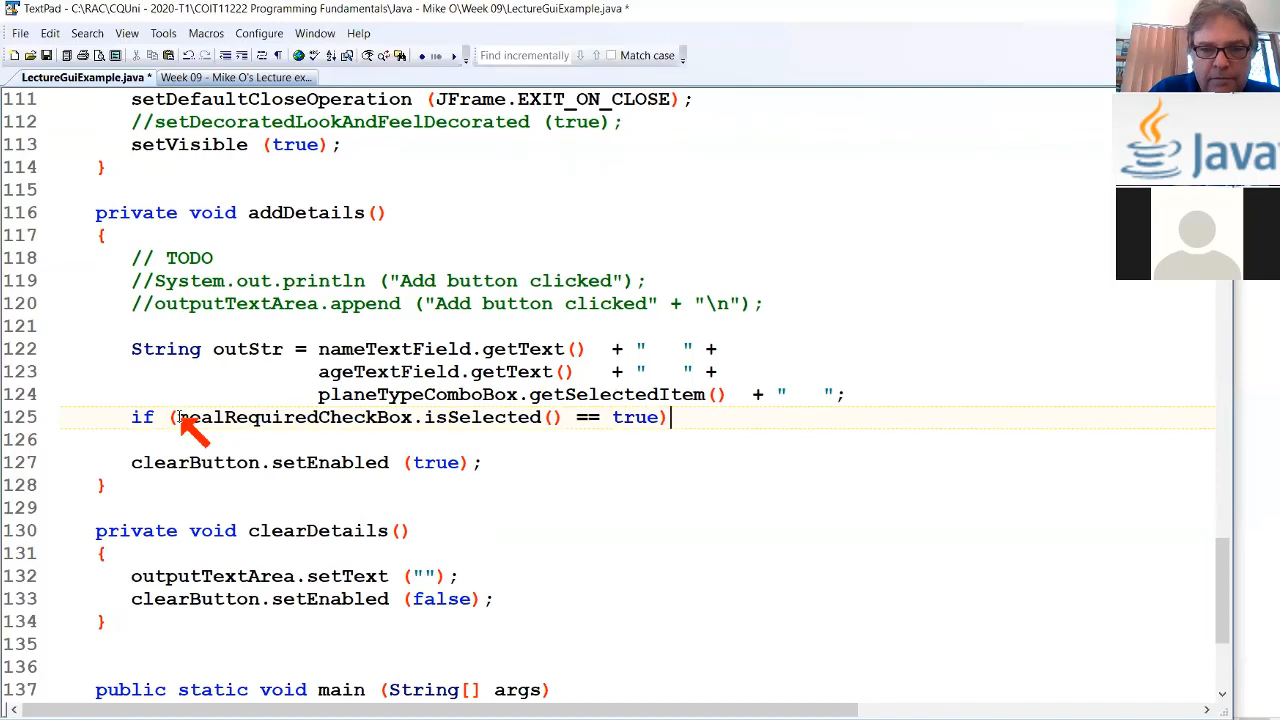 TextPad - C:\RAC\CQUni - 2020-T1\COIT11222 Programming Fundamentals\Java - Mike O\Week 09\LectureGuiExample.java *
File Edit Search View Tools Macros Configure Window Help
Find incrementally Match case
LectureGuiExample.java * Week 09 - Mike O's Lecture ex...
111 setDefaultCloseOperation (JFrame.EXIT_ON_CLOSE);
112 //setDecoratedLookAndFeelDecorated (true);
113 setVisible (true);
114 }
115
116 private void addDetails()
117 {
118 // TODO
119 //System.out.println ("Add button clicked");
120 //outputTextArea.append ("Add button clicked" + "\n");
121
122 String outStr = nameTextField.getText() + "   " +
123 ageTextField.getText() + "   " +
124 planeTypeComboBox.getSelectedItem() + "   ";
125 if (mealRequiredCheckBox.isSelected() == true)
126
127 clearButton.setEnabled (true);
128 }
129
130 private void clearDetails()
131 {
132 outputTextArea.setText ("");
133 clearButton.setEnabled (false);
134 }
135
136
137 public static void main (String[] args)
Java